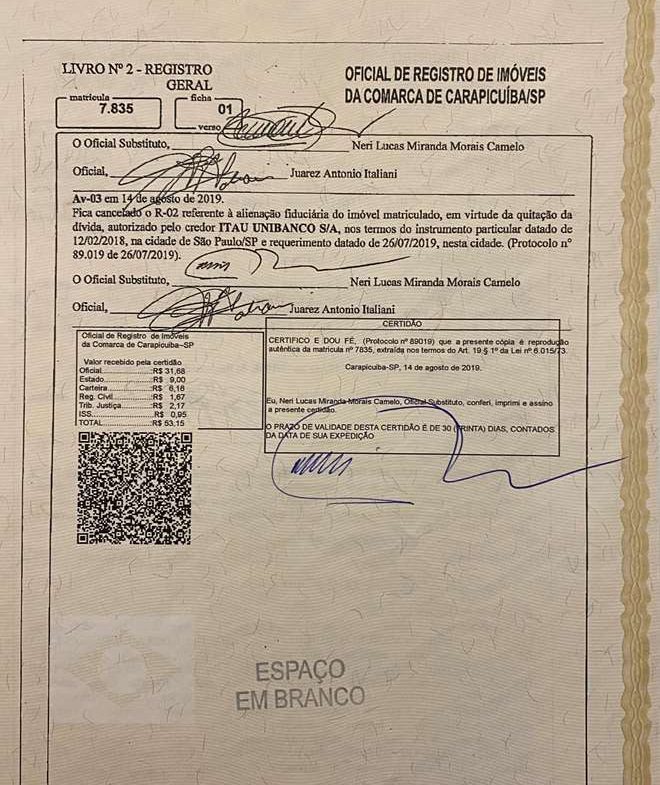 LIVRO Nº 2 - REGISTRO
GERAL
OFICIAL DE REGISTRO DE IMÓVEIS
DA COMARCA DE CARAPICUÍBA/SP
matrícula
7.835
ficha
01
verso
O Oficial Substituto, Neri Lucas Miranda Morais Camelo
Oficial, Juarez Antonio Italiani
Av-03 em 14 de agosto de 2019.
Fica cancelado o R-02 referente à alienação fiduciária do imóvel matriculado, em virtude da quitação da
dívida, autorizado pelo credor ITAU UNIBANCO S/A, nos termos do instrumento particular datado de
12/02/2018, na cidade de São Paulo/SP e requerimento datado de 26/07/2019, nesta cidade. (Protocolo nº
89.019 de 26/07/2019).
O Oficial Substituto, Neri Lucas Miranda Morais Camelo
Oficial, Juarez Antonio Italiani
Oficial de Registro de Imóveis
da Comarca de Carapicuiba-SP
Valor recebido pela certidão
Oficial R$ 31,68
Estado R$ 9,00
Carteira R$ 6,16
Reg. Civil R$ 1,67
Trib. Justiça R$ 2,17
ISS R$ 0,95
TOTAL R$ 53,15
CERTIDÃO
CERTIFICO E DOU FÉ, (Protocolo nº 89019) que a presente cópia é reprodução
autêntica da matrícula nº 7835, extraída nos termos do Art. 19 § 1º da Lei nº 6.015/73.
Carapicuiba-SP, 14 de agosto de 2019.
Eu, Neri Lucas Miranda Morais Camelo, Oficial Substituto, conferi, imprimi e assino
a presente certidão.
O PRAZO DE VALIDADE DESTA CERTIDÃO É DE 30 (TRINTA) DIAS, CONTADOS
DA DATA DE SUA EXPEDIÇÃO
ESPAÇO
EM BRANCO